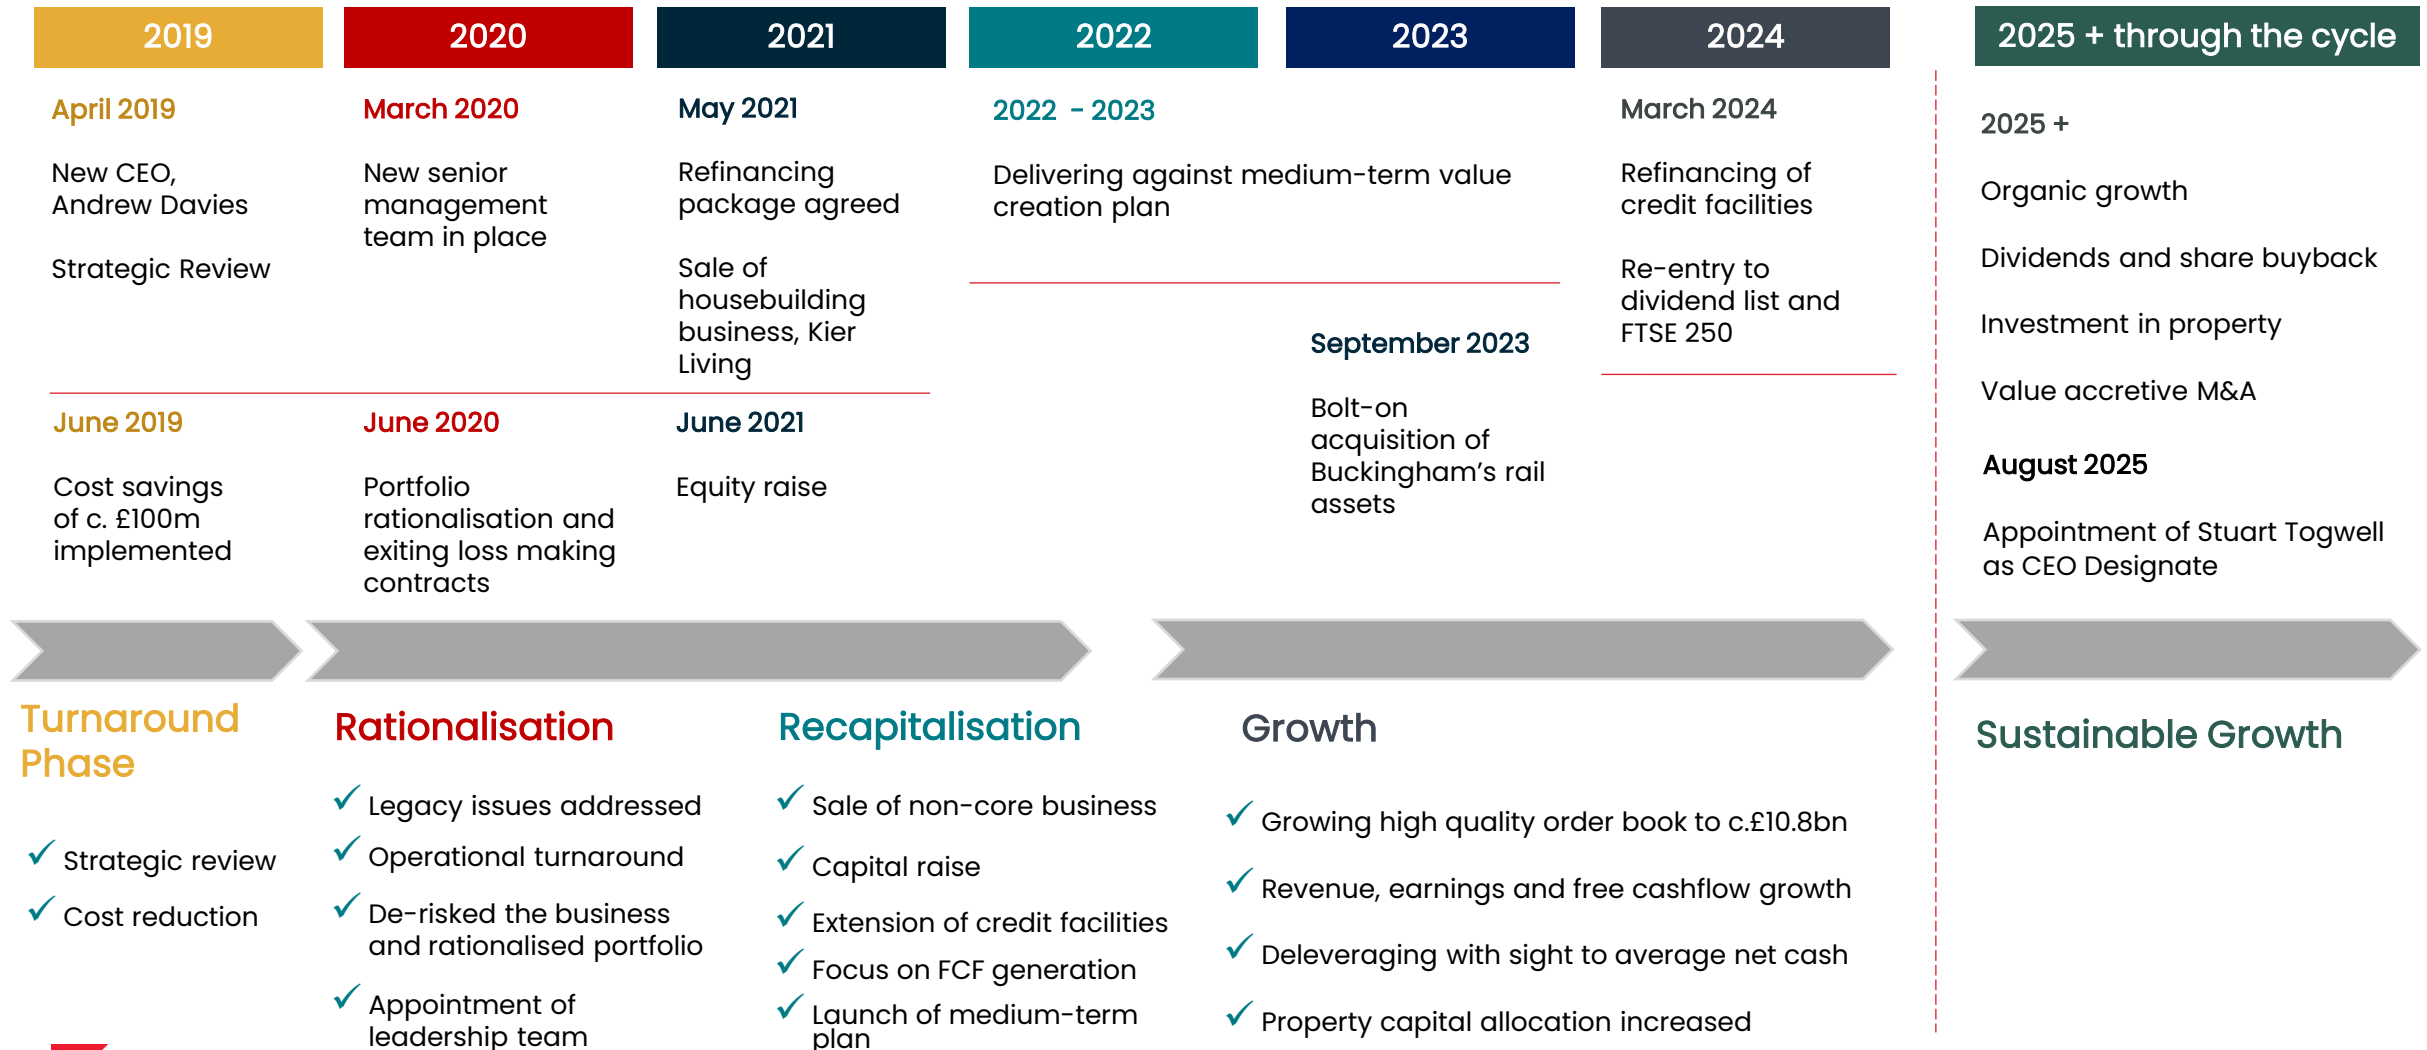 2019
2020
2021
2022
2023
2024
2025 + through the cycle
April 2019
New CEO,
Andrew Davies
Strategic Review
June 2019
Cost savings
of c. £100m
implemented
March 2020
New senior
management
team in place
June 2020
Portfolio
rationalisation and
exiting loss making
contracts
May 2021
Refinancing
package agreed
Sale of
housebuilding
business, Kier
Living
June 2021
Equity raise
2022 - 2023
Delivering against medium-term value
creation plan
September 2023
Bolt-on
acquisition of
Buckingham’s rail
assets
March 2024
Refinancing of
credit facilities
Re-entry to
dividend list and
FTSE 250
2025 +
Organic growth
Dividends and share buyback
Investment in property
Value accretive M&A
August 2025
Appointment of Stuart Togwell
as CEO Designate
Turnaround
Phase
Strategic review
Cost reduction
Rationalisation
Legacy issues addressed
Operational turnaround
De-risked the business
and rationalised portfolio
Appointment of
leadership team
Recapitalisation
Sale of non-core business
Capital raise
Extension of credit facilities
Focus on FCF generation
Launch of medium-term
plan
Growth
Growing high quality order book to c.£10.8bn
Revenue, earnings and free cashflow growth
Deleveraging with sight to average net cash
Property capital allocation increased
Sustainable Growth